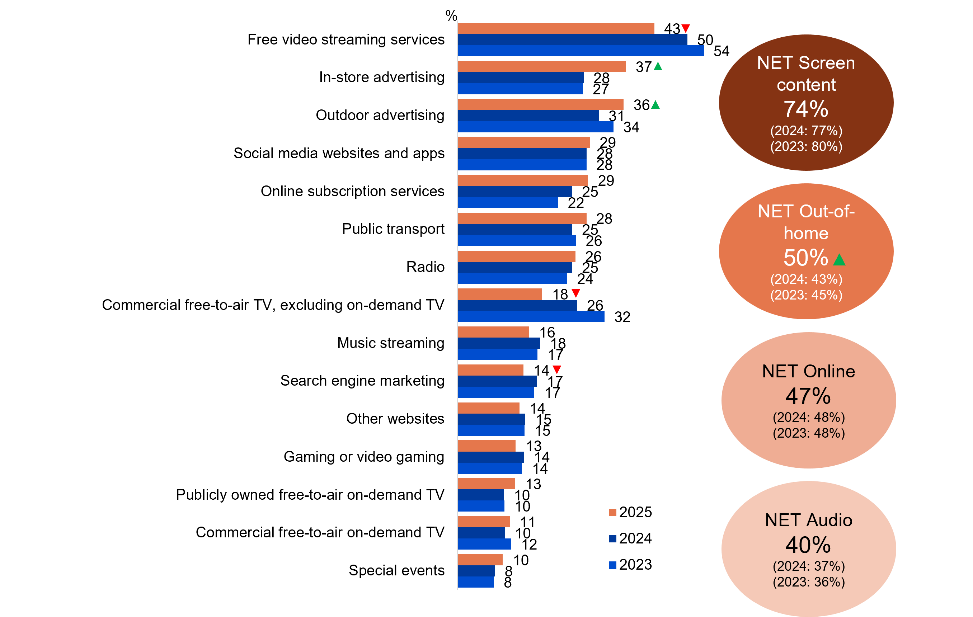 %
Free video streaming services
43
50
54
In-store advertising
37
28
27
Outdoor advertising
36
31
34
Social media websites and apps
29
28
28
Online subscription services
29
25
22
Public transport
28
25
26
Radio
26
25
24
Commercial free-to-air TV, excluding on-demand TV
18
26
32
Music streaming
16
18
17
Search engine marketing
14
17
17
Other websites
14
15
15
Gaming or video gaming
13
14
14
Publicly owned free-to-air on-demand TV
13
10
10
Commercial free-to-air on-demand TV
11
10
12
Special events
10
8
8
2025
2024
2023
NET Screen
content
74%
(2024: 77%)
(2023: 80%)
NET Out-of-
home
50%
(2024: 43%)
(2023: 45%)
NET Online
47%
(2024: 48%)
(2023: 48%)
NET Audio
40%
(2024: 37%)
(2023: 36%)